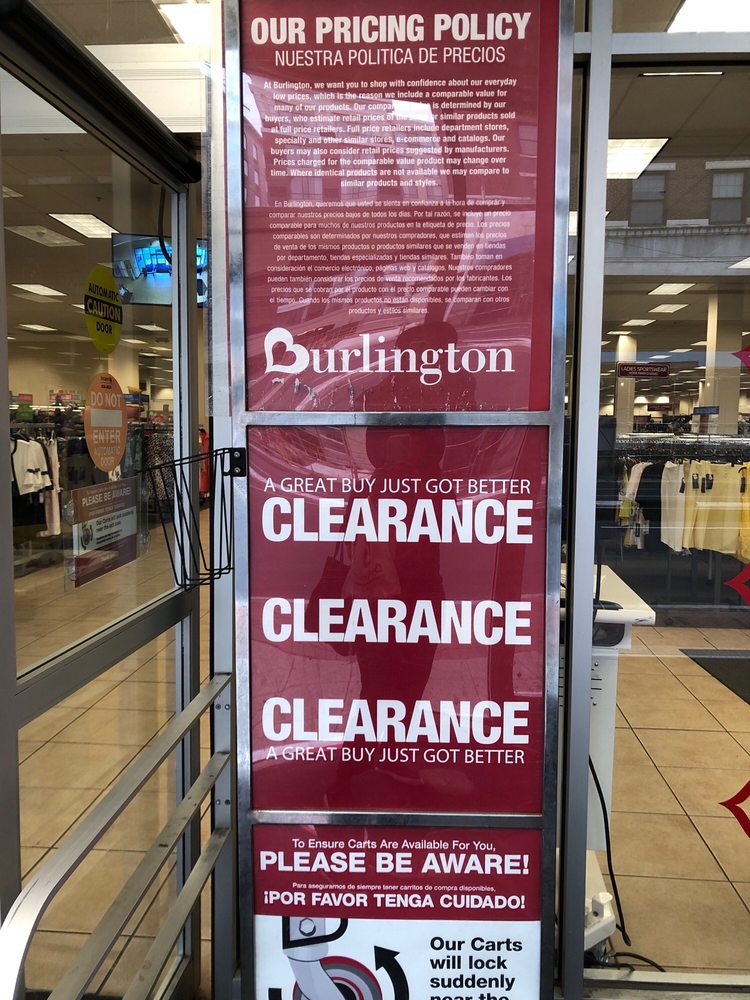 OUR PRICING POLICY
NUESTRA POLITICA DE PRECIOS
At Burlington, we want you to shop with confidence about our everyday
low prices, which is the reason we include a comparable value for
many of our products. Our comparable value is determined by our
buyers, who estimate retail prices of the same or similar products sold
at full price retailers. Full price retailers include department stores,
specialty and other similar stores, e-commerce and catalogs. Our
buyers may also consider retail prices suggested by manufacturers.
Prices charged for the comparable value product may change over
time. Where identical products are not available we may compare to
similar products and styles.
En Burlington, queremos que usted se sienta en confianza a la hora de comprar y
comparar nuestros precios bajos de todos los días. Por tal razón, se incluye un precio
comparable para muchos de nuestros productos en la etiqueta de precio. Los precios
comparables son determinados por nuestros compradores, que estiman los precios
de venta de los mismos productos o productos similares que se venden en tiendas
por departamento, tiendas especializadas y tiendas similares. También toman en
consideración el comercio electrónico, páginas web y catálogos. Nuestros compradores
pueden también considerar los precios de venta recomendados por los fabricantes. Los
precios que se cobran por el producto con el precio comparable pueden cambiar con
el tiempo. Cuando los mismos productos no están disponibles, se comparan con otros
productos y estilos similares.
Burlington
AUTOMATIC
CAUTION
DOOR
DO NOT
ENTER
AUTOMATIC
DOOR
PLEASE BE AWARE!
Our Carts will lock
suddenly
near the exit
LADIES SPORTSWEAR
A GREAT BUY JUST GOT BETTER
CLEARANCE
CLEARANCE
CLEARANCE
A GREAT BUY JUST GOT BETTER
To Ensure Carts Are Available For You,
PLEASE BE AWARE!
Para asegurarnos de siempre tener carritos de compra disponibles,
¡POR FAVOR TENGA CUIDADO!
Our Carts
will lock
suddenly
near the